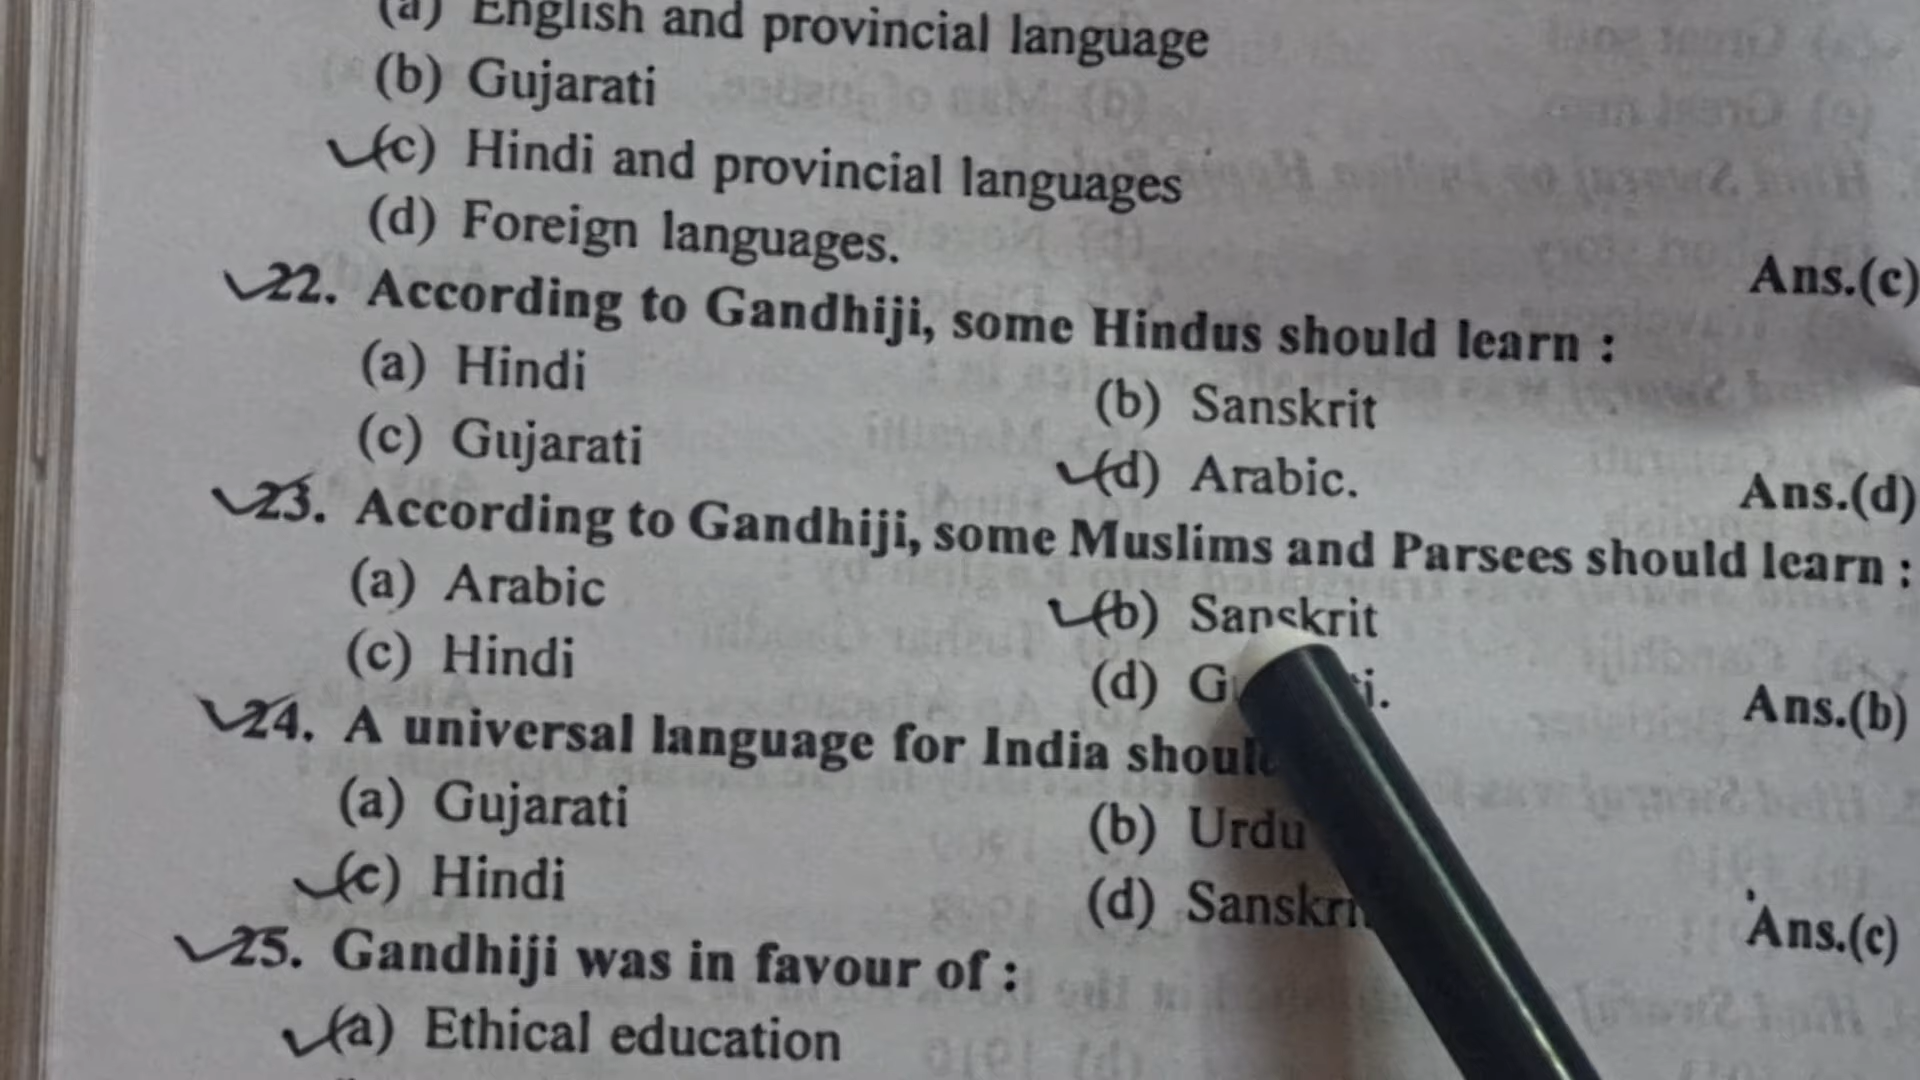 (a) English and provincial language
(b) Gujarati
(c) Hindi and provincial languages
(d) Foreign languages.
Ans.(c)
22. According to Gandhiji, some Hindus should learn :
(a) Hindi
(b) Sanskrit
(c) Gujarati
(d) Arabic.
Ans.(d)
23. According to Gandhiji, some Muslims and Parsees should learn :
(a) Arabic
(b) Sanskrit
(c) Hindi
(d)
Ans.(b)
24. A universal language for India should
(a) Gujarati
(b) Urdu
(c) Hindi
(d) Sanskrit
Ans.(c)
25. Gandhiji was in favour of :
(a) Ethical education